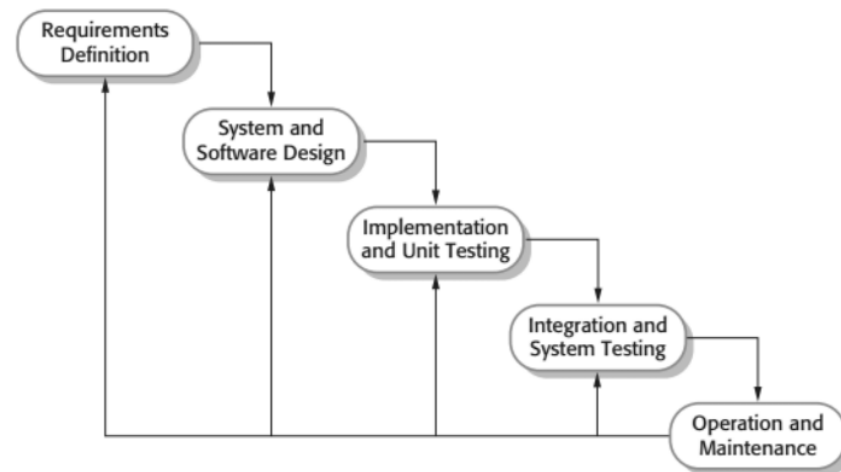 Requirements
Definition
System and
Software Design
Implementation
and Unit Testing
Integration and
System Testing
Operation and
Maintenance